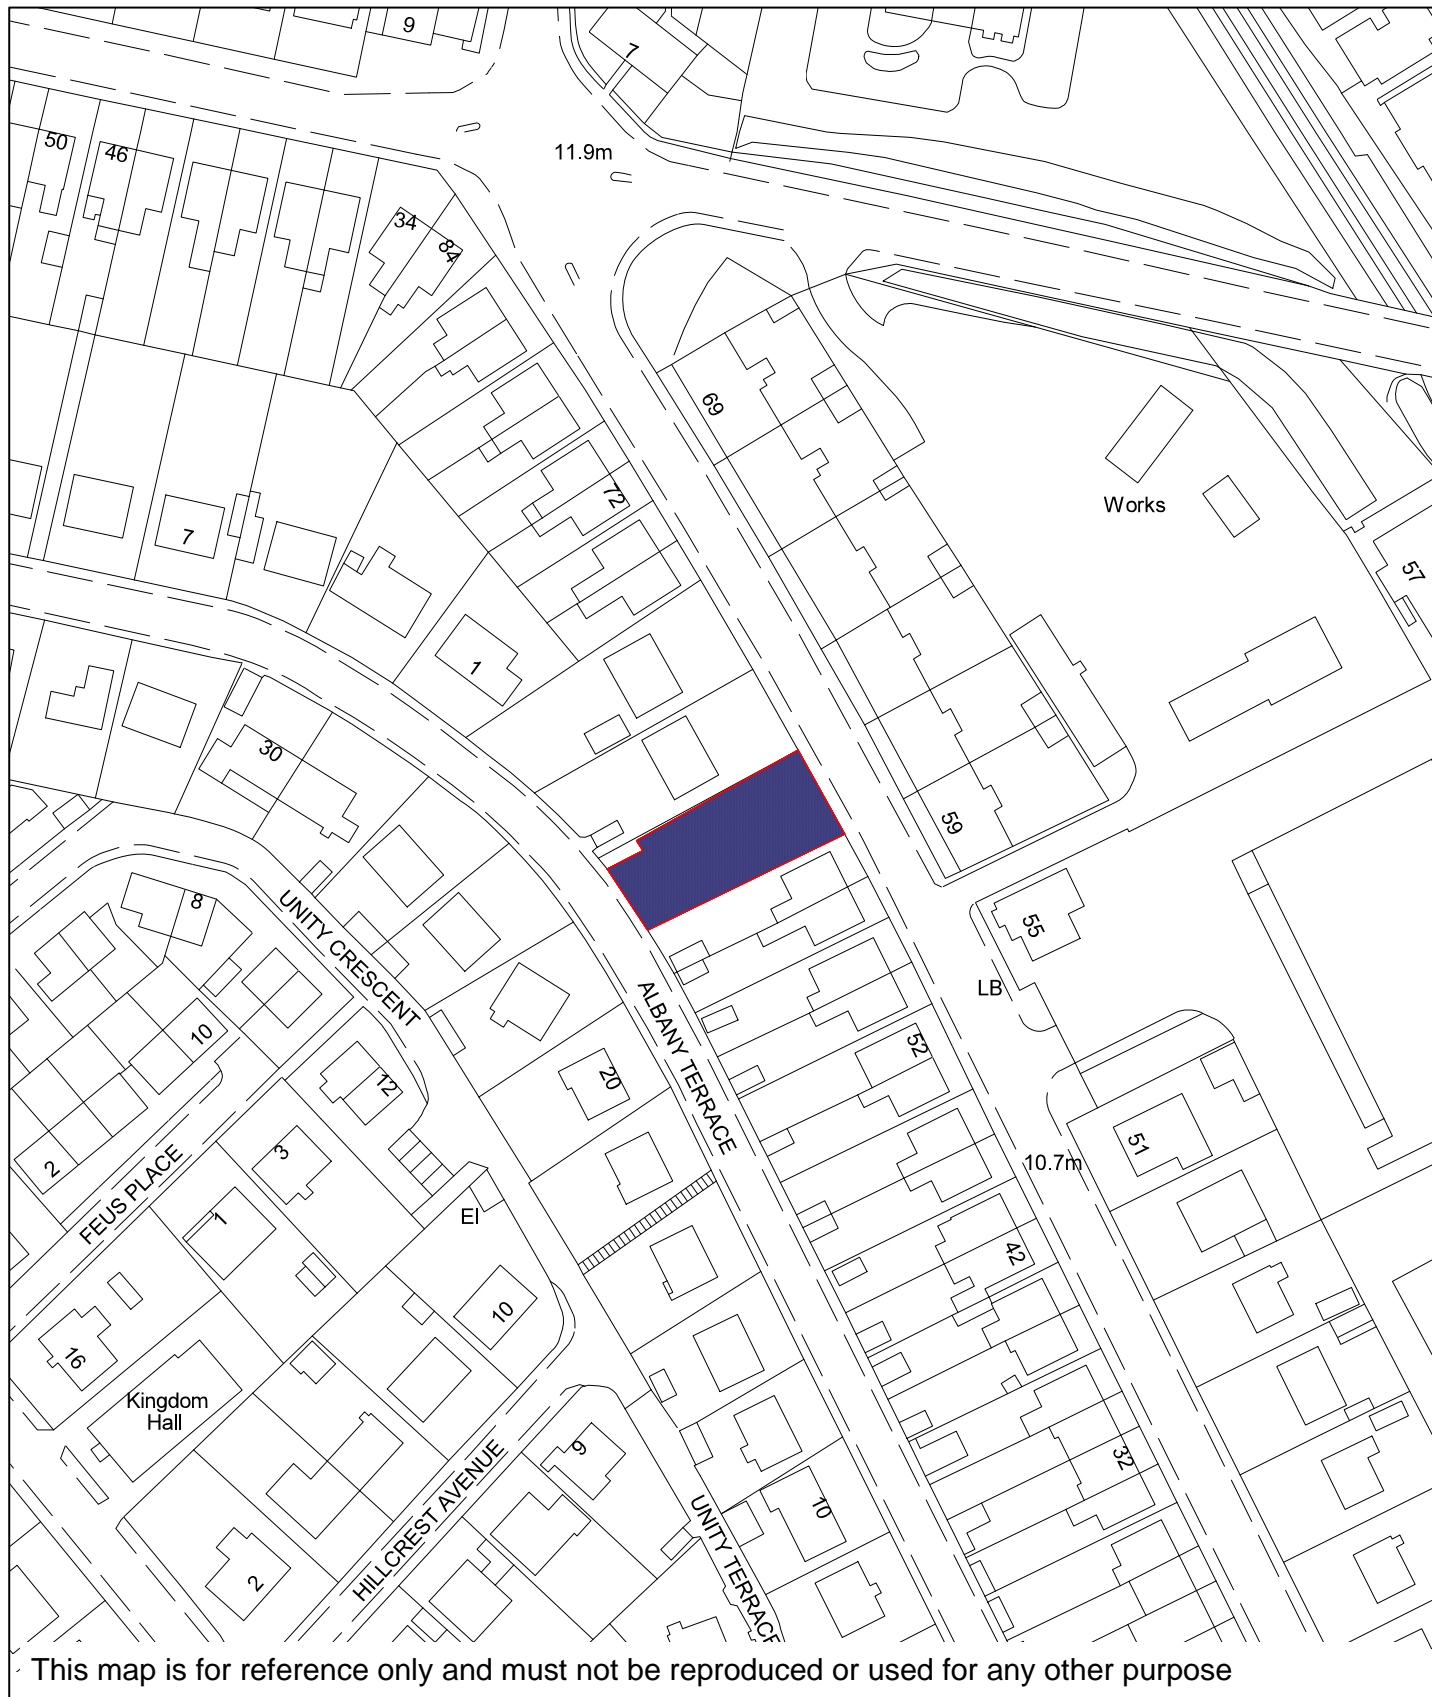 9
7
50
46
11.9m
34
84
69
72
Works
7
57
1
30
59
8
UNITY CRESCENT
55
LB
ALBANY TERRACE
10
52
20
12
2
3
51
10.7m
FEUS PLACE
1
EI
42
10
16
Kingdom
Hall
9
32
HILLCREST AVENUE
10
UNITY TERRACE
2
This map is for reference only and must not be reproduced or used for any other purpose